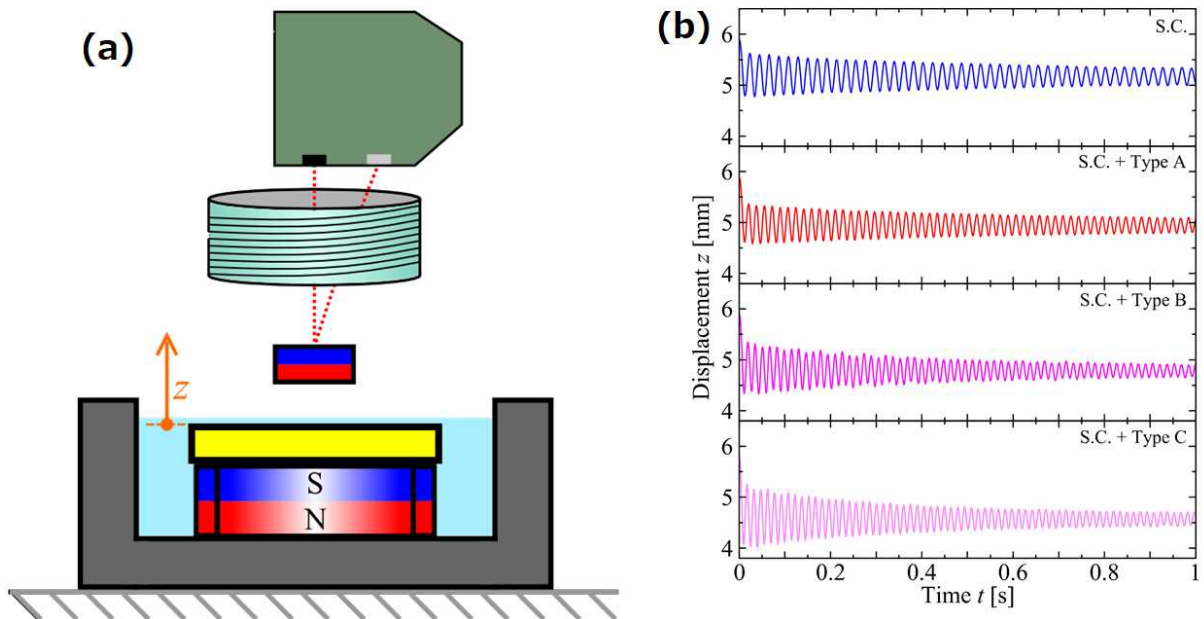 (a)
z
S
N
(b)
Displacement z [mm]
S.C.
6
5
4
S.C. + Type A
6
5
4
S.C. + Type B
6
5
4
S.C. + Type C
6
5
4
0 0.2 0.4 0.6 0.8 1
Time t [s]